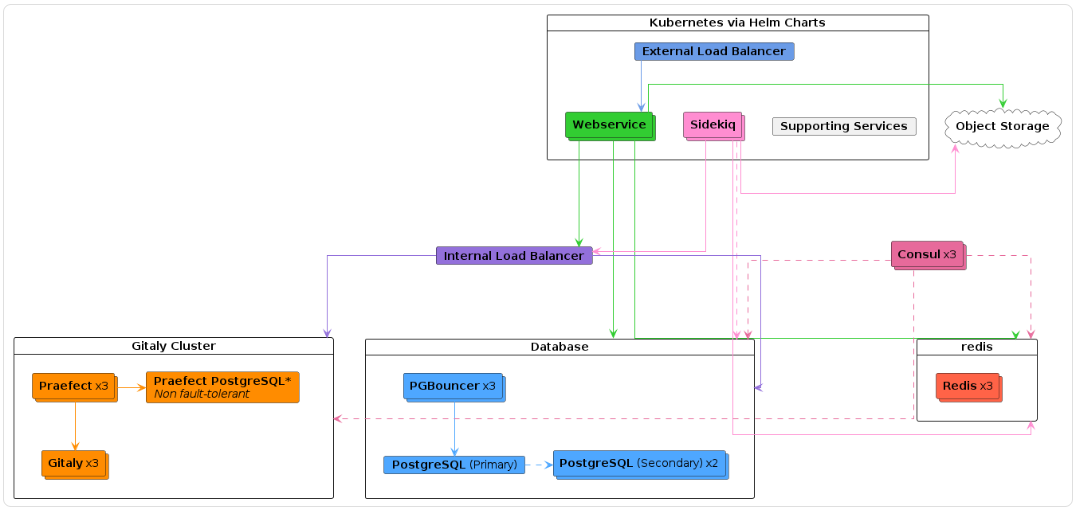 Kubernetes via Helm Charts
External Load Balancer
Webservice
Sidekiq
Supporting Services
Object Storage
Internal Load Balancer
Consul x3
Gitaly Cluster
Database
redis
Praefect x3
Praefect PostgreSQL*
Non fault-tolerant
PGBouncer x3
Redis x3
Gitaly x3
PostgreSQL (Primary)
PostgreSQL (Secondary) x2